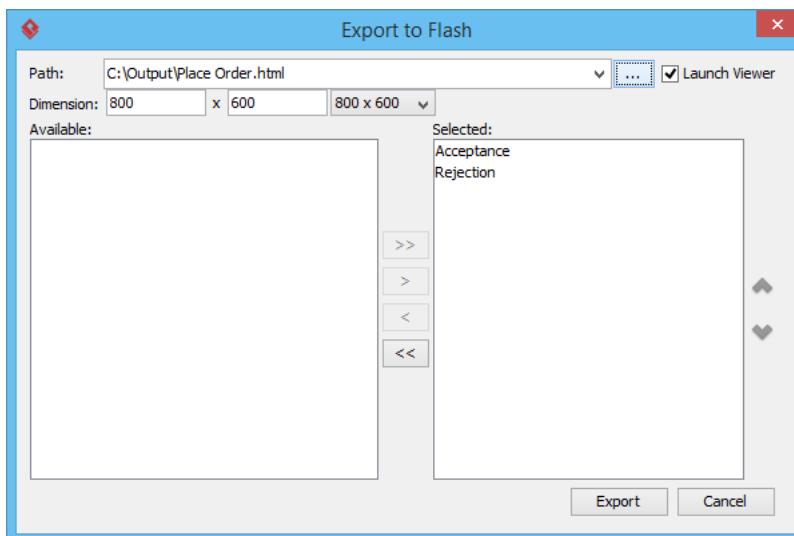 Export to Flash
Path: C:\Output\Place Order.html ... Launch Viewer
Dimension: 800 x 600 800 x 600
Available: Selected:
Acceptance
Rejection
>>
>
<
<<
Export Cancel